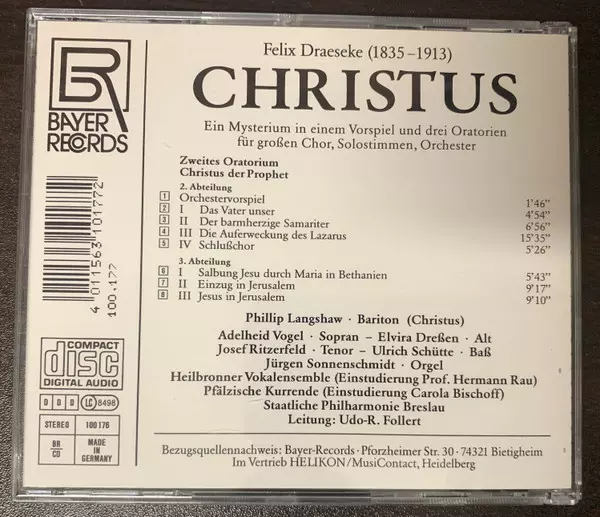 BR
BAYER
RECORDS
Felix Draeseke (1835–1913)
CHRISTUS
Ein Mysterium in einem Vorspiel und drei Oratorien
für großen Chor, Solostimmen, Orchester
Zweites Oratorium
Christus der Prophet
2. Abteilung
1 Orchestervorspiel 1'46"
2 I Das Vater unser 4'54"
3 II Der barmherzige Samariter 6'56"
4 III Die Auferweckung des Lazarus 15'35"
5 IV Schlußchor 5'26"
3. Abteilung
6 I Salbung Jesu durch Maria in Bethanien 5'43"
7 II Einzug in Jerusalem 9'17"
8 III Jesus in Jerusalem 9'10"
Phillip Langshaw · Bariton (Christus)
Adelheid Vogel · Sopran – Elvira Dreßen · Alt
Josef Ritzerfeld · Tenor – Ulrich Schütte · Baß
Jürgen Sonnenschmidt · Orgel
Heilbronner Vokalensemble (Einstudierung Prof. Hermann Rau)
Pfälzische Kurrende (Einstudierung Carola Bischoff)
Staatliche Philharmonie Breslau
Leitung: Udo-R. Follert
Bezugsquellennachweis: Bayer-Records · Pforzheimer Str. 30 · 74321 Bietigheim
Im Vertrieb HELIKON/MusiContact, Heidelberg
4 011563 101772
100.177
COMPACT
disc
DIGITAL AUDIO
D D D LC 8498
STEREO 100 176
BR
CD
MADE IN
GERMANY